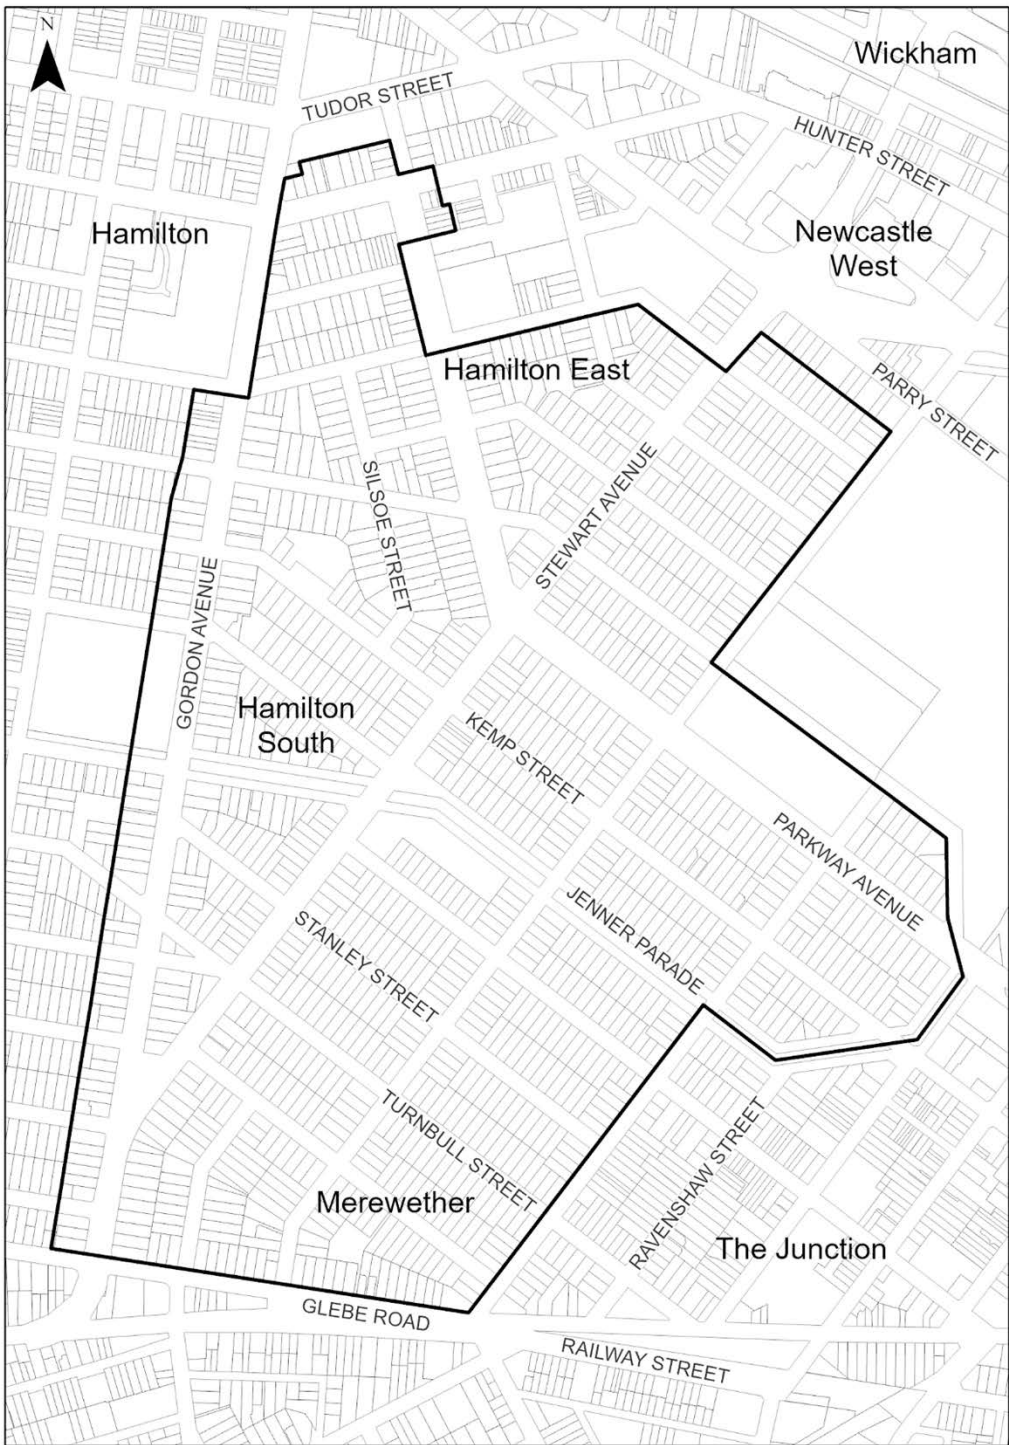 N
Wickham
TUDOR STREET
HUNTER STREET
Hamilton
Newcastle
West
Hamilton East
PARRY STREET
SILSOE STREET
STEWART AVENUE
GORDON AVENUE
Hamilton
South
KEMP STREET
PARKWAY AVENUE
JENNER PARADE
STANLEY STREET
TURNBULL STREET
RAVENSHAW STREET
Merewether
The Junction
GLEBE ROAD
RAILWAY STREET